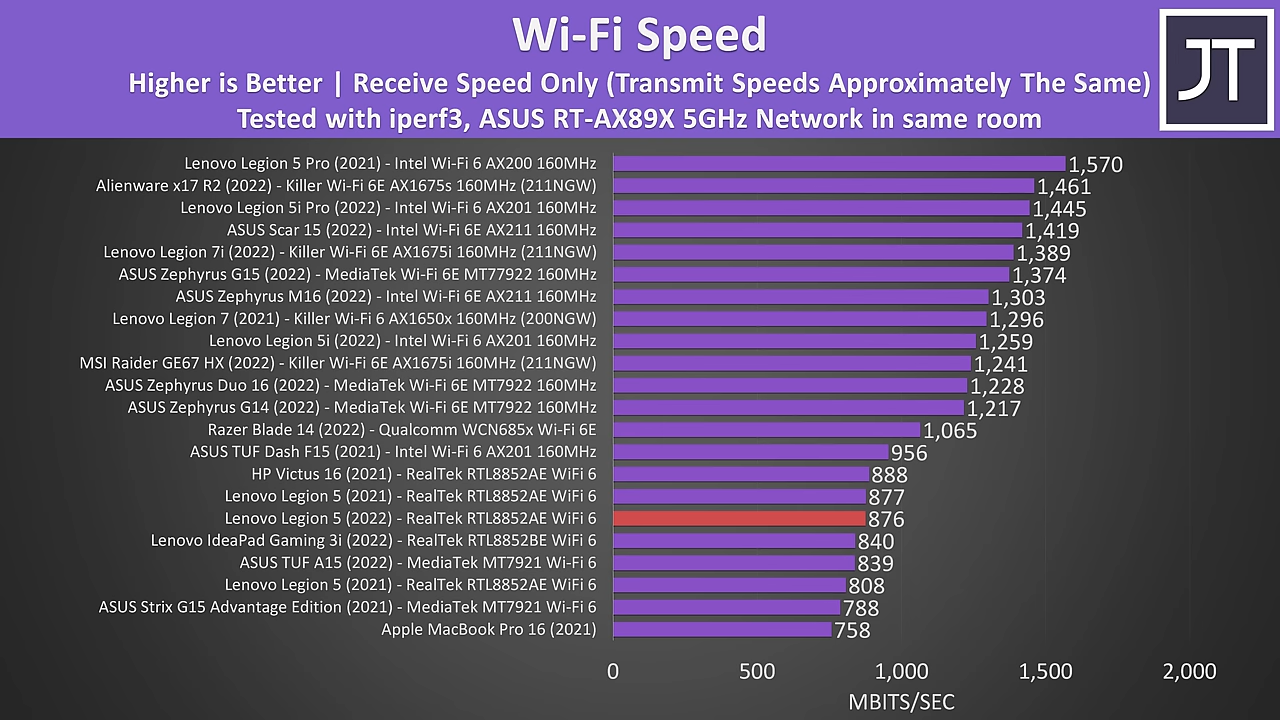 Wi-Fi Speed
JT
Higher is Better | Receive Speed Only (Transmit Speeds Approximately The Same)
Tested with iperf3, ASUS RT-AX89X 5GHz Network in same room
Lenovo Legion 5 Pro (2021) - Intel Wi-Fi 6 AX200 160MHz 1,570
Alienware x17 R2 (2022) - Killer Wi-Fi 6E AX1675s 160MHz (211NGW) 1,461
Lenovo Legion 5i Pro (2022) - Intel Wi-Fi 6 AX201 160MHz 1,445
ASUS Scar 15 (2022) - Intel Wi-Fi 6E AX211 160MHz 1,419
Lenovo Legion 7i (2022) - Killer Wi-Fi 6E AX1675i 160MHz (211NGW) 1,389
ASUS Zephyrus G15 (2022) - MediaTek Wi-Fi 6E MT77922 160MHz 1,374
ASUS Zephyrus M16 (2022) - Intel Wi-Fi 6E AX211 160MHz 1,303
Lenovo Legion 7 (2021) - Killer Wi-Fi 6 AX1650x 160MHz (200NGW) 1,296
Lenovo Legion 5i (2022) - Intel Wi-Fi 6 AX201 160MHz 1,259
MSI Raider GE67 HX (2022) - Killer Wi-Fi 6E AX1675i 160MHz (211NGW) 1,241
ASUS Zephyrus Duo 16 (2022) - MediaTek Wi-Fi 6E MT7922 160MHz 1,228
ASUS Zephyrus G14 (2022) - MediaTek Wi-Fi 6E MT7922 160MHz 1,217
Razer Blade 14 (2022) - Qualcomm WCN685x Wi-Fi 6E 1,065
ASUS TUF Dash F15 (2021) - Intel Wi-Fi 6 AX201 160MHz 956
HP Victus 16 (2021) - RealTek RTL8852AE WiFi 6 888
Lenovo Legion 5 (2021) - RealTek RTL8852AE WiFi 6 877
Lenovo Legion 5 (2022) - RealTek RTL8852AE WiFi 6 876
Lenovo IdeaPad Gaming 3i (2022) - RealTek RTL8852BE WiFi 6 840
ASUS TUF A15 (2022) - MediaTek MT7921 Wi-Fi 6 839
Lenovo Legion 5 (2021) - RealTek RTL8852AE WiFi 6 808
ASUS Strix G15 Advantage Edition (2021) - MediaTek MT7921 Wi-Fi 6 788
Apple MacBook Pro 16 (2021) 758
0 500 1,000 1,500 2,000
MBITS/SEC